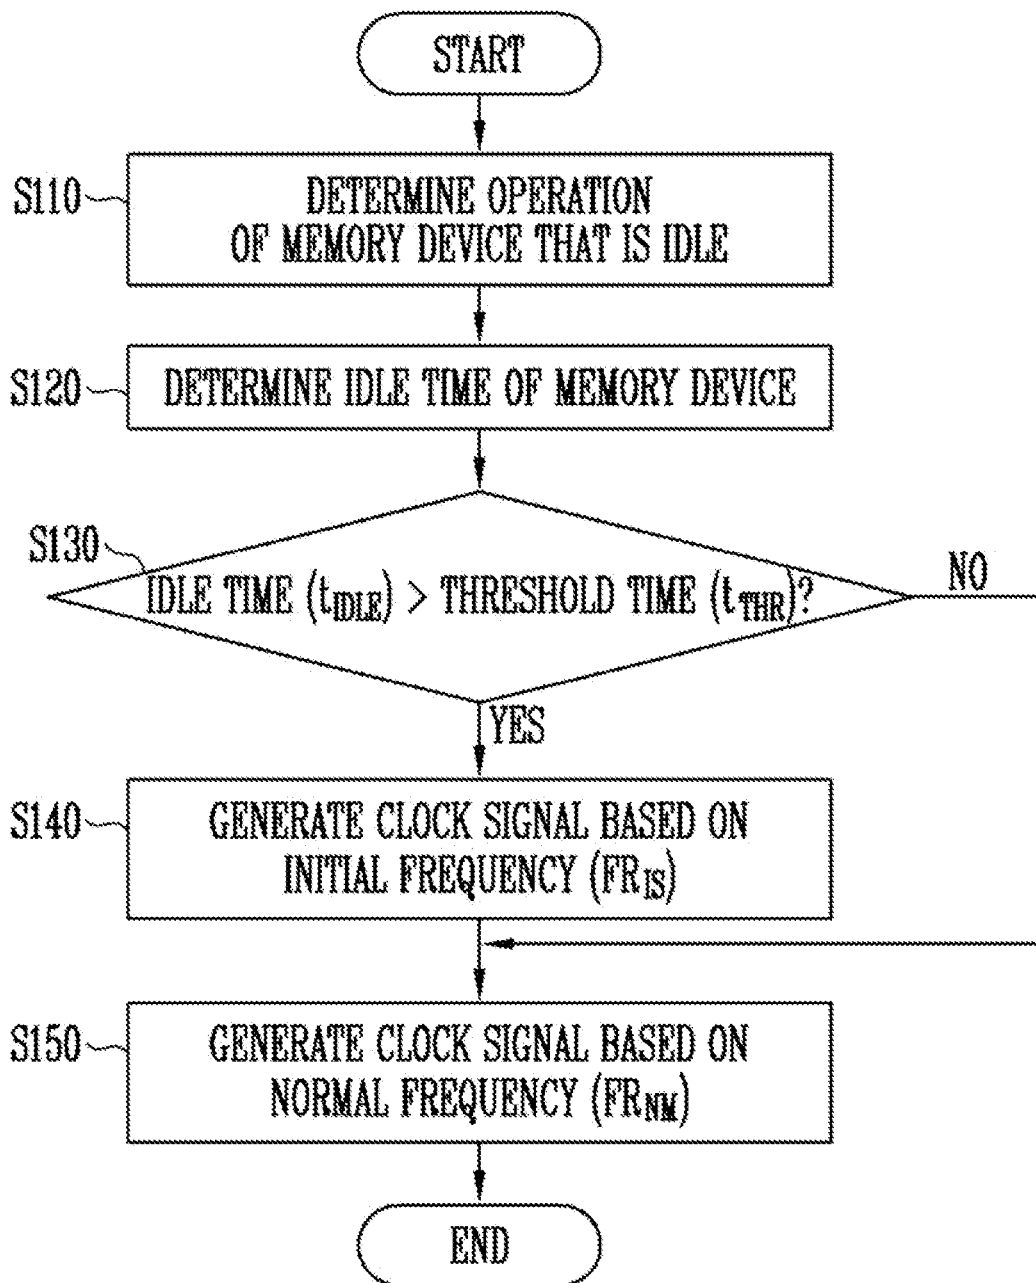 START
S110
DETERMINE OPERATION
OF MEMORY DEVICE THAT IS IDLE
S120
DETERMINE IDLE TIME OF MEMORY DEVICE
S130
IDLE TIME (tIDLE) > THRESHOLD TIME (tTHR)?
NO
YES
S140
GENERATE CLOCK SIGNAL BASED ON
INITIAL FREQUENCY (FRIS)
S150
GENERATE CLOCK SIGNAL BASED ON
NORMAL FREQUENCY (FRNM)
END